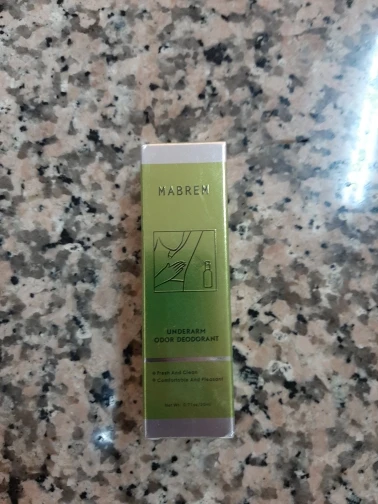 MABREM
UNDERARM
ODOR DEODORANT
Fresh And Clean
Comfortable And Pleasant